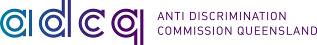 adcq
ANTI DISCRIMINATION
COMMISSION QUEENSLAND